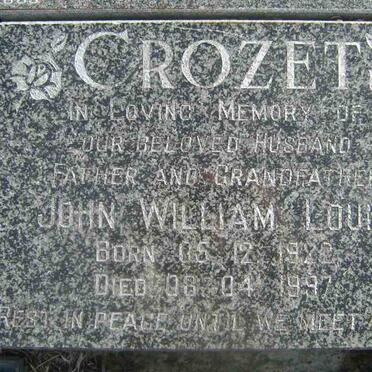 CROZET
IN LOVING MEMORY OF
OUR BELOVED HUSBAND
FATHER AND GRANDFATHER
JOHN WILLIAM LOUI
BORN 05 12 1922
DIED 08 04 1997
REST IN PEACE UNTIL WE MEET